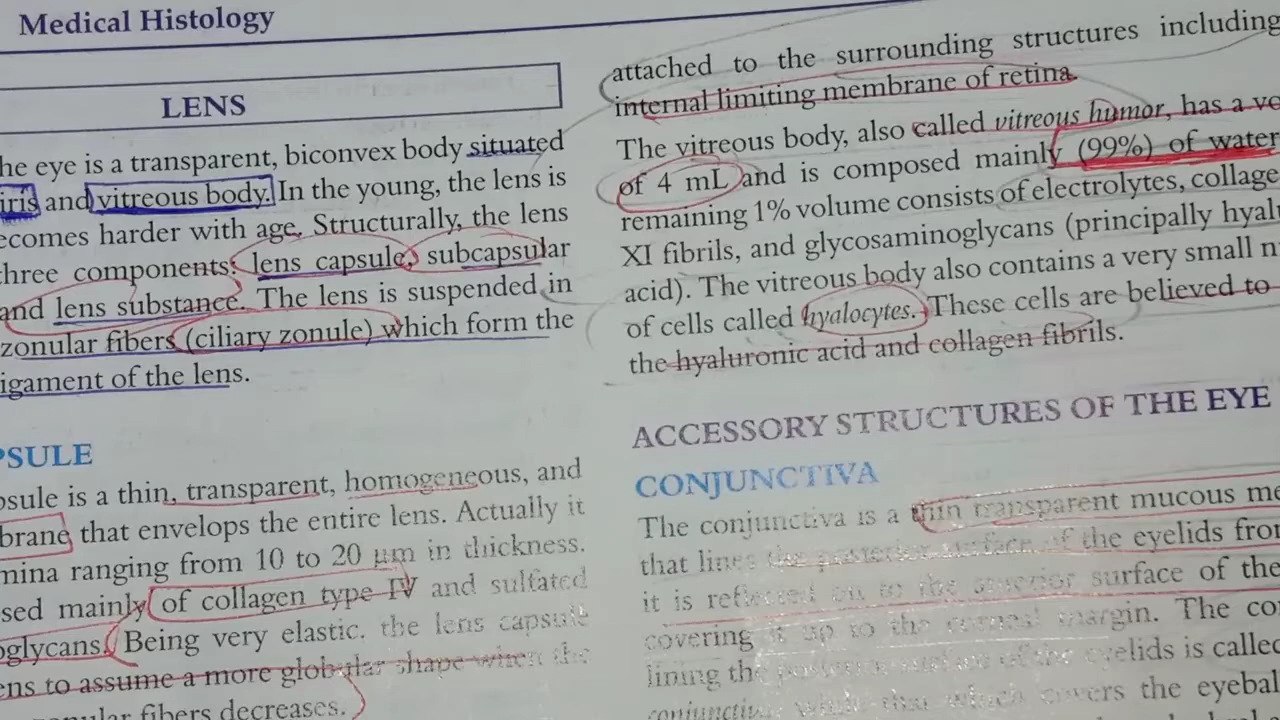 Medical Histology
LENS
he eye is a transparent, biconvex body situated
iris and vitreous body. In the young, the lens is
ecomes harder with age. Structurally, the lens
hree components: lens capsule, subcapsular
and lens substance. The lens is suspended in
zonular fibers (ciliary zonule) which form the
igament of the lens.
PSULE
psule is a thin, transparent, homogeneous, and
brane that envelops the entire lens. Actually it
mina ranging from 10 to 20 µm in thickness.
sed mainly of collagen type IV and sulfated
oglycans. Being very elastic. the lens capsule
ens to assume a more globular shape when the
nular fibers decreases.
attached to the surrounding structures including
internal limiting membrane of retina.
The vitreous body, also called vitreous humor, has a vo
of 4 mL and is composed mainly (99%) of water
remaining 1% volume consists of electrolytes, collage
XI fibrils, and glycosaminoglycans (principally hyalu
acid). The vitreous body also contains a very small n
of cells called hyalocytes. These cells are believed to
the hyaluronic acid and collagen fibrils.
ACCESSORY STRUCTURES OF THE EYE
CONJUNCTIVA
The conjunctiva is a thin transparent mucous me
that lines the posterior surface of the eyelids from
it is reflected on to the anterior surface of the
covering it up to the corneal margin. The con
lining the posterior surface of the eyelids is called
conjunctiva while that which covers the eyebal